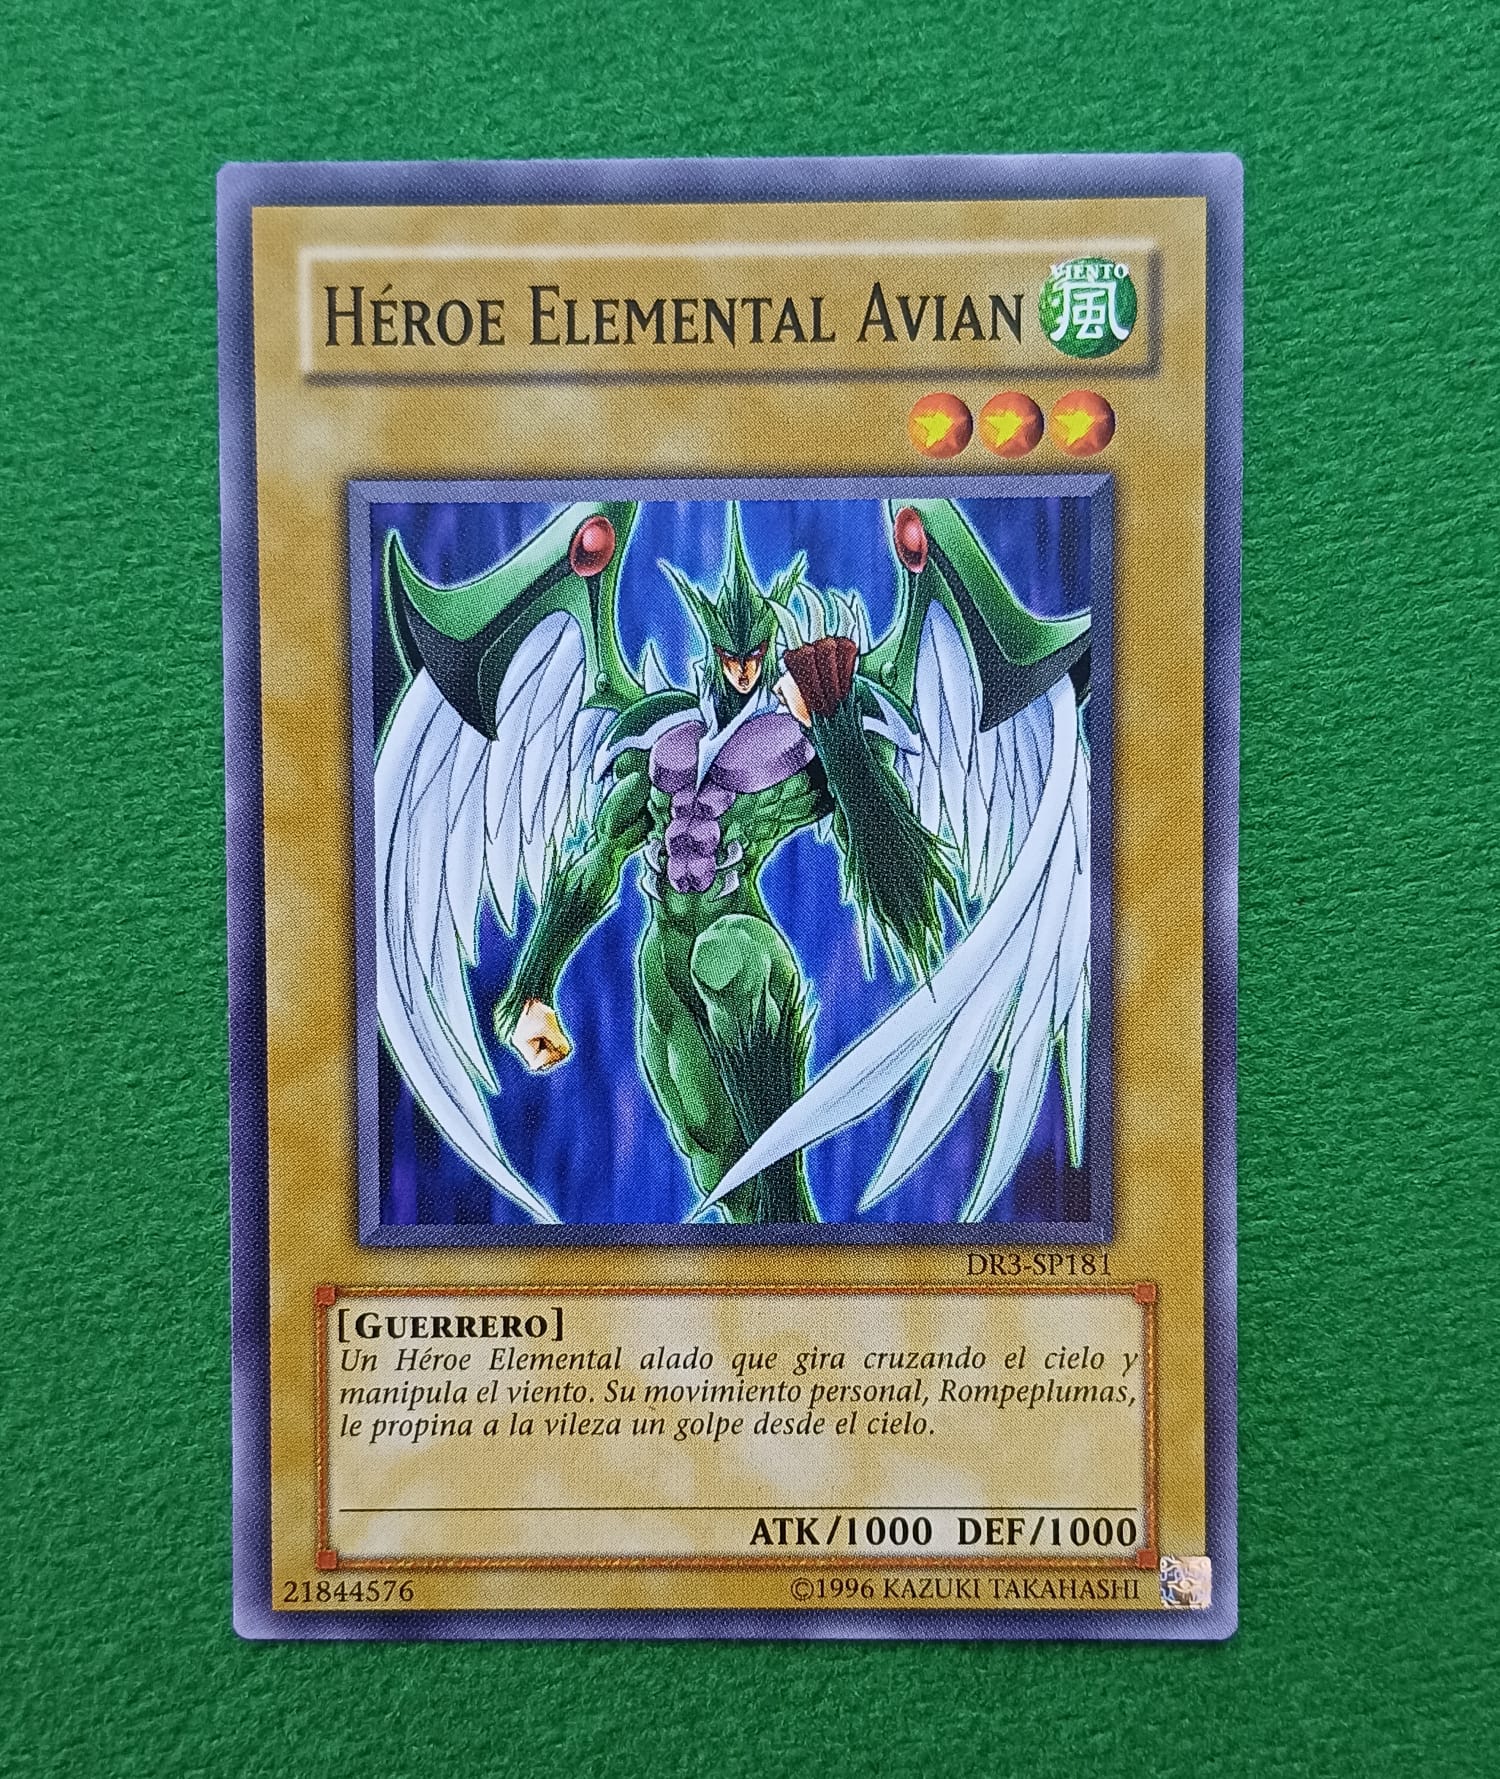 HÉROE ELEMENTAL AVIAN
VIENTO
風
DR3-SP181
[GUERRERO]
Un Héroe Elemental alado que gira cruzando el cielo y
manipula el viento. Su movimiento personal, Rompeplumas,
le propina a la vileza un golpe desde el cielo.
ATK/1000 DEF/1000
21844576
©1996 KAZUKI TAKAHASHI